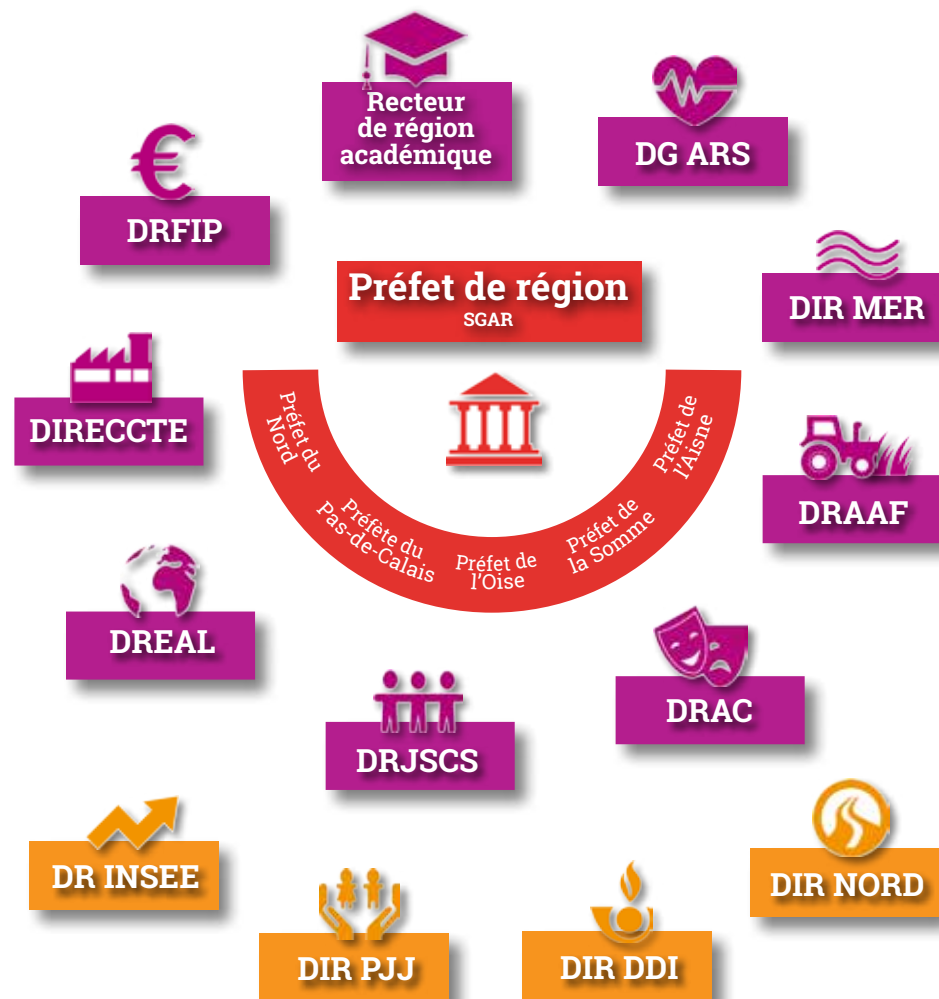 Recteur
de région
académique
DG ARS
DRFIP
Préfet de région
SGAR
DIR MER
DIRECCTE
Préfet du
Nord
Préfète du
Pas-de-Calais
Préfet de
l'Oise
Préfet de
la Somme
Préfet de
l'Aisne
DRAAF
DREAL
DRAC
DRJSCS
DR INSEE
DIR NORD
DIR PJJ
DIR DDI